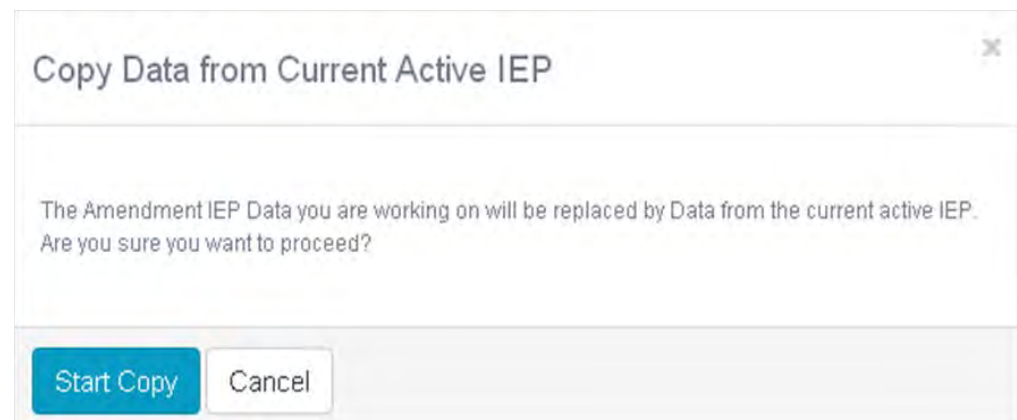 Copy Data from Current Active IEP
×
The Amendment IEP Data you are working on will be replaced by Data from the current active IEP.
Are you sure you want to proceed?
Start Copy Cancel